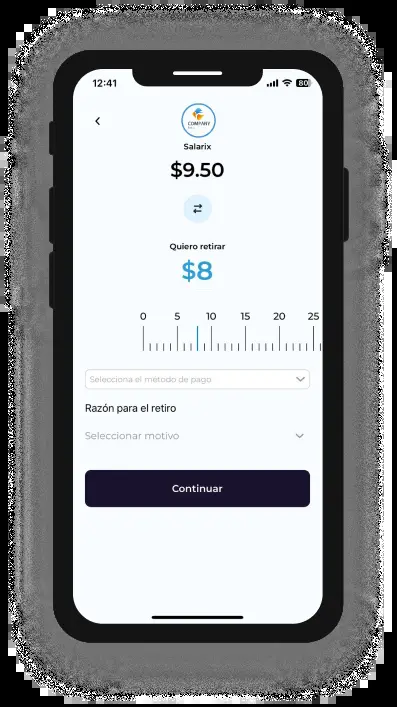 12:41
80
COMPANY
Salarix
$9.50
Quiero retirar
$8
0 5 10 15 20 25
Selecciona el método de pago
Razón para el retiro
Seleccionar motivo
Continuar